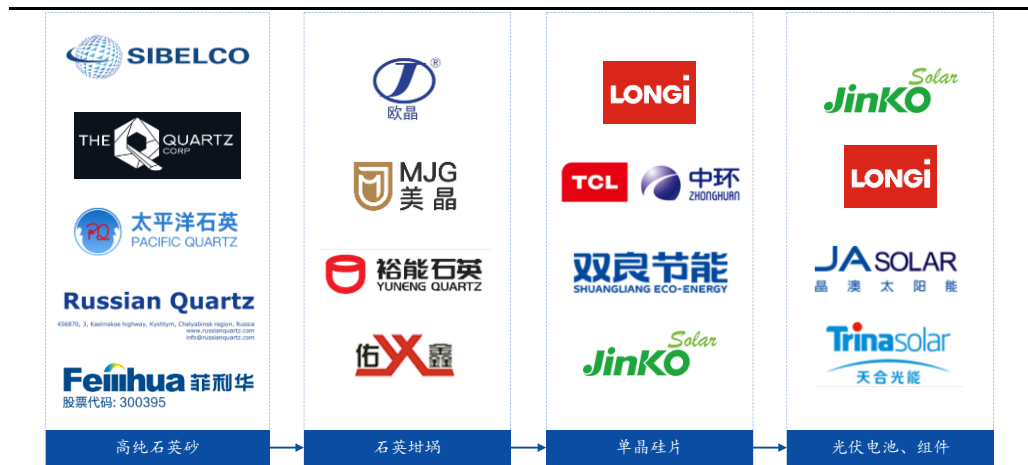 SIBELCO
THE QUARTZ
CORP
太平洋石英
PACIFIC QUARTZ
Russian Quartz
456870, 3, Kaslinskoe highway, Kyshtym, Chelyabinsk region, Russia
www.russianquartz.com
info@russianquartz.com
Feilihua 菲利华
股票代码: 300395
高纯石英砂
®
欧晶
MJG
美晶
裕能石英
YUNENG QUARTZ
佑鑫
石英坩埚
LONGi
TCL 中环
ZHONGHUAN
双良节能
SHUANGLIANG ECO-ENERGY
Solar
JinKO
单晶硅片
Solar
JinKO
LONGi
JA SOLAR
晶澳太阳能
Trinasolar
天合光能
光伏电池、组件